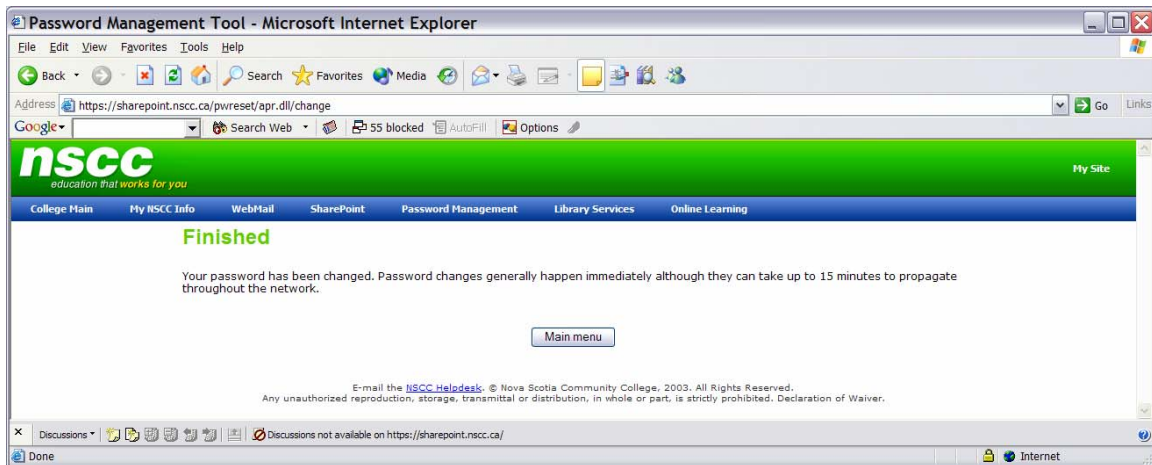 Password Management Tool - Microsoft Internet Explorer
File Edit View Favorites Tools Help
Back Search Favorites Media
Address https://sharepoint.nscc.ca/pwreset/apr.dll/change Go Links
Google Search Web 55 blocked AutoFill Options
nscc
education that works for you
My Site
College Main My NSCC Info WebMail SharePoint Password Management Library Services Online Learning
Finished
Your password has been changed. Password changes generally happen immediately although they can take up to 15 minutes to propagate
throughout the network.
Main menu
E-mail the NSCC Helpdesk. © Nova Scotia Community College, 2003. All Rights Reserved.
Any unauthorized reproduction, storage, transmittal or distribution, in whole or part, is strictly prohibited. Declaration of Waiver.
Discussions Discussions not available on https://sharepoint.nscc.ca/
Done Internet